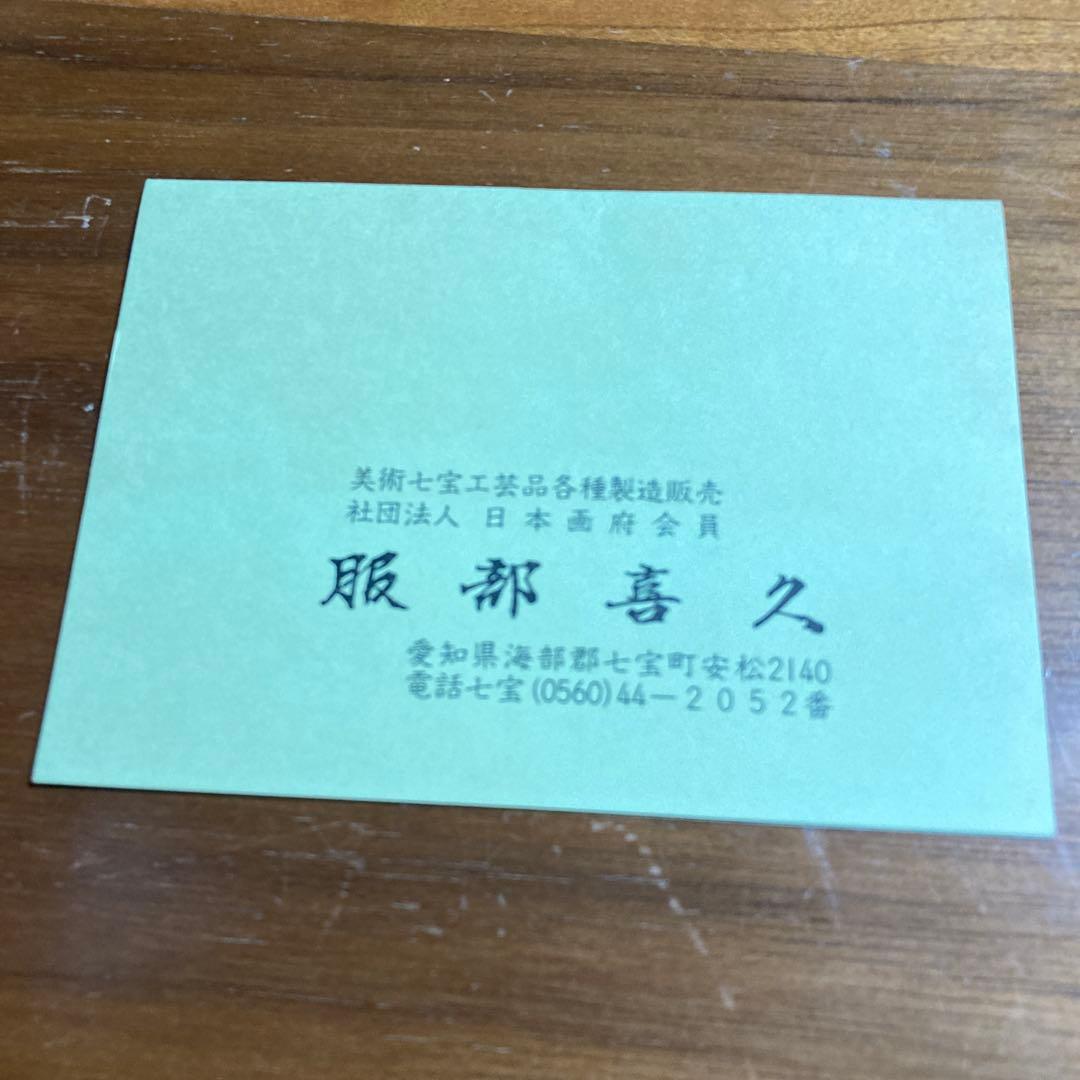 美術七宝工芸品各種製造販売
社団法人 日本画府会員
服部喜久
愛知県海部郡七宝町安松2140
電話七宝(0560)44－2052番